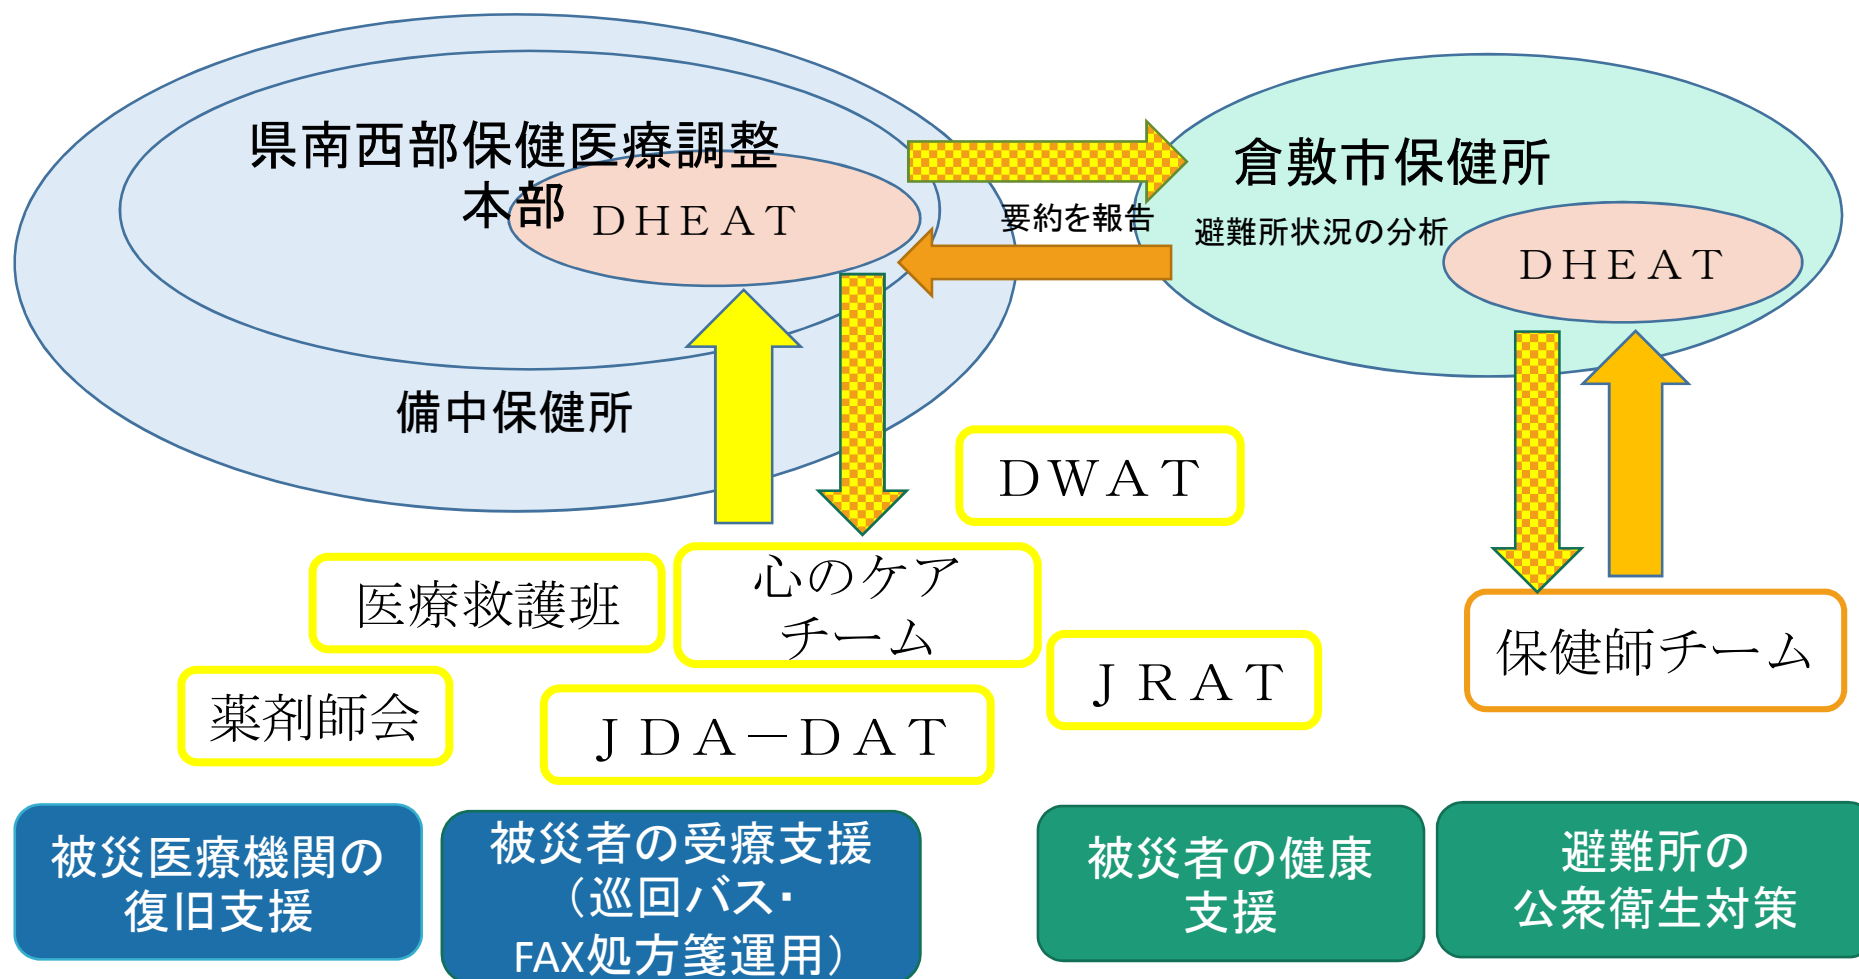 県南西部保健医療調整
本部
ＤＨＥＡＴ
備中保健所
要約を報告
倉敷市保健所
避難所状況の分析
ＤＨＥＡＴ
ＤＷＡＴ
医療救護班
心のケア
チーム
ＪＲＡＴ
保健師チーム
薬剤師会
ＪＤＡ－ＤＡＴ
被災医療機関の
復旧支援
被災者の受療支援
（巡回バス・
FAX処方箋運用）
被災者の健康
支援
避難所の
公衆衛生対策